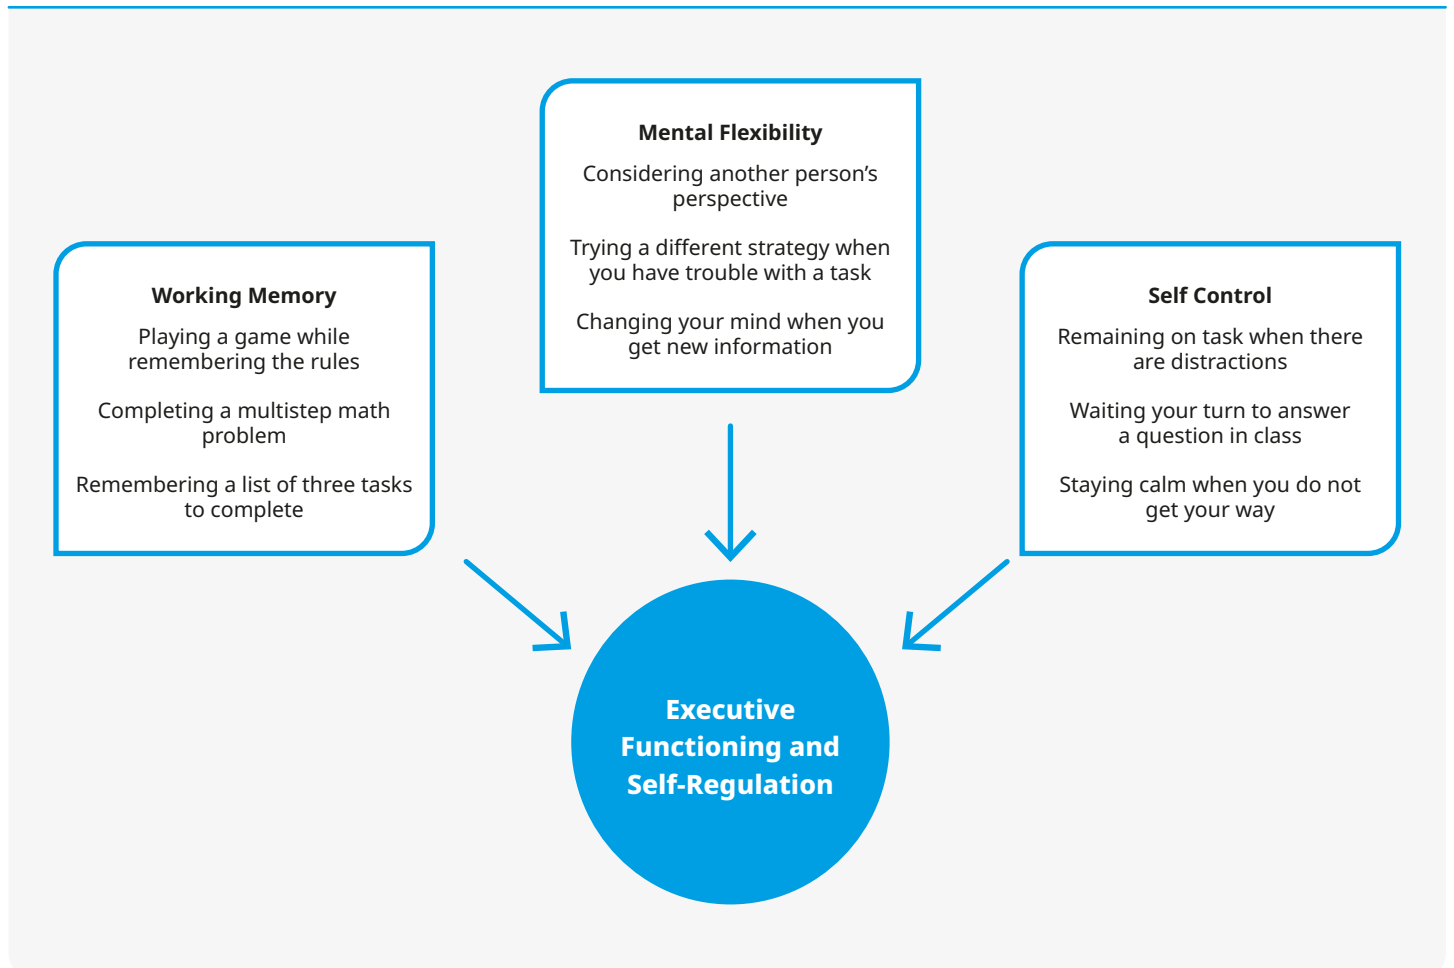 Mental Flexibility
Considering another person’s
perspective
Trying a different strategy when
you have trouble with a task
Changing your mind when you
get new information
Working Memory
Playing a game while
remembering the rules
Completing a multistep math
problem
Remembering a list of three tasks
to complete
Self Control
Remaining on task when there
are distractions
Waiting your turn to answer
a question in class
Staying calm when you do not
get your way
Executive
Functioning and
Self-Regulation